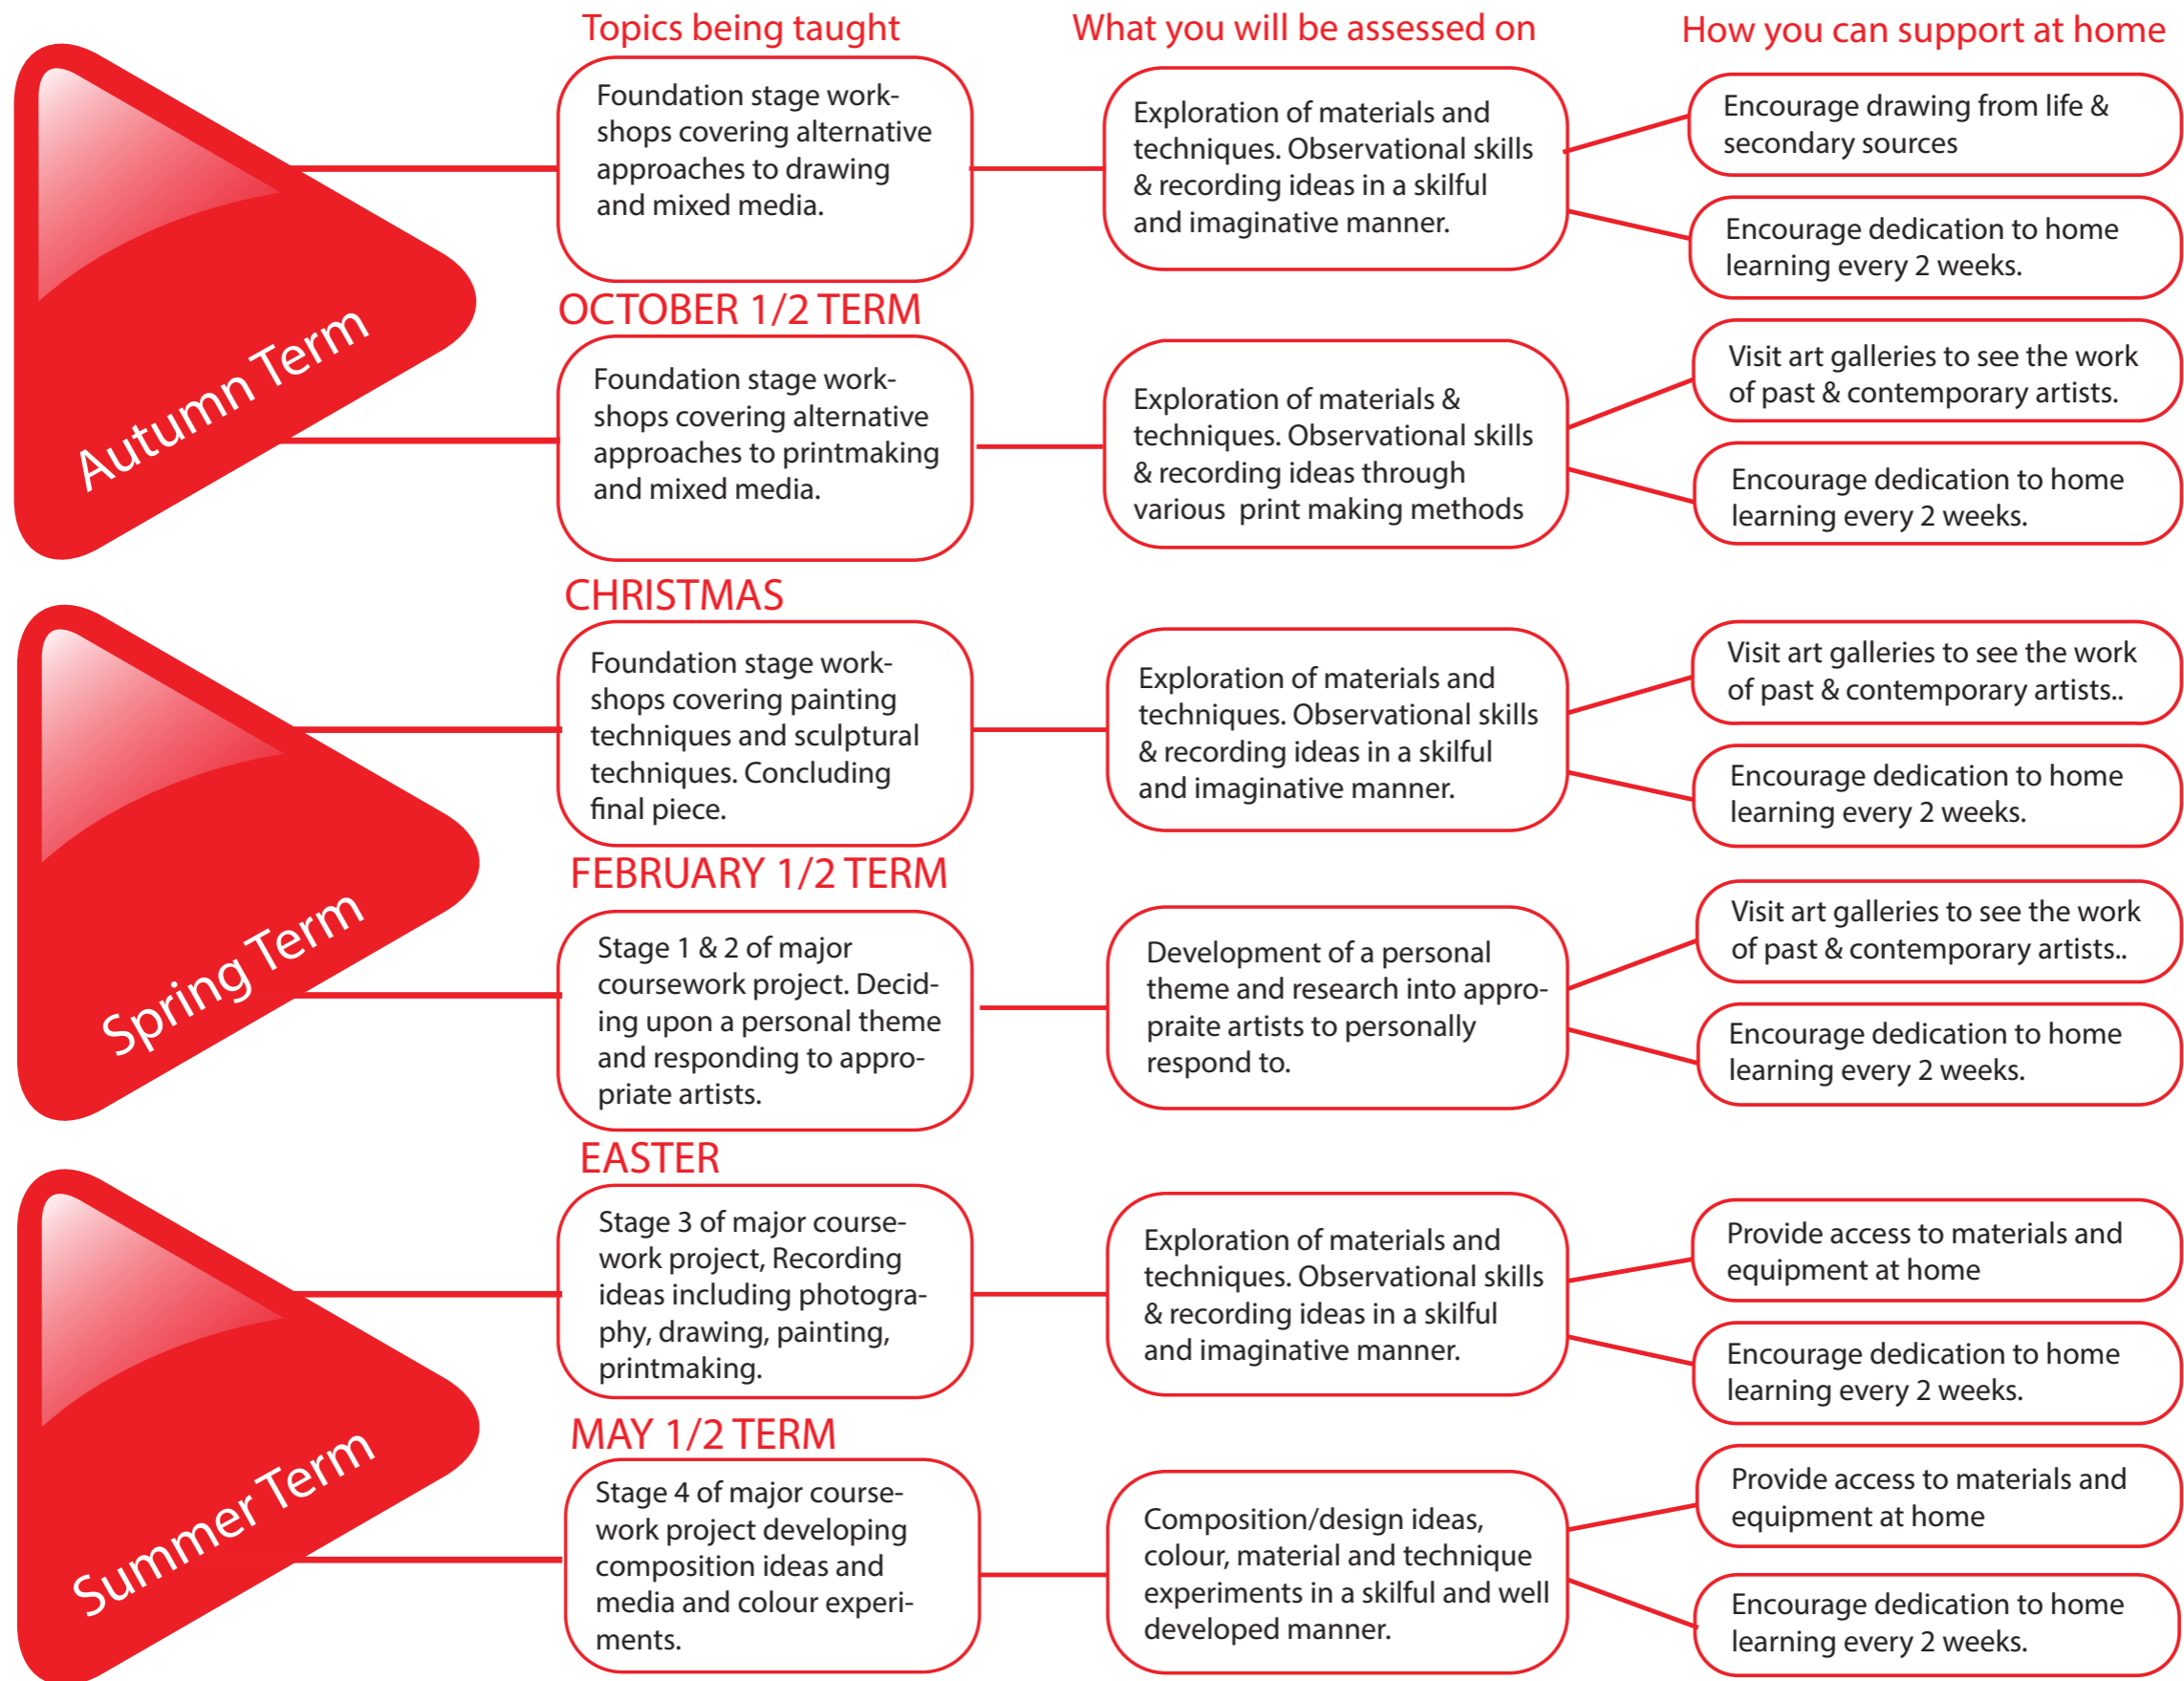 Topics being taught
What you will be assessed on
How you can support at home
Autumn Term
Foundation stage work-
shops covering alternative
approaches to drawing
and mixed media.
Exploration of materials and
techniques. Observational skills
& recording ideas in a skilful
and imaginative manner.
Encourage drawing from life &
secondary sources
Encourage dedication to home
learning every 2 weeks.
OCTOBER 1/2 TERM
Foundation stage work-
shops covering alternative
approaches to printmaking
and mixed media.
Exploration of materials &
techniques. Observational skills
& recording ideas through
various  print making methods
Visit art galleries to see the work
of past & contemporary artists.
Encourage dedication to home
learning every 2 weeks.
CHRISTMAS
Spring Term
Foundation stage work-
shops covering painting
techniques and sculptural
techniques. Concluding
final piece.
Exploration of materials and
techniques. Observational skills
& recording ideas in a skilful
and imaginative manner.
Visit art galleries to see the work
of past & contemporary artists..
Encourage dedication to home
learning every 2 weeks.
FEBRUARY 1/2 TERM
Stage 1 & 2 of major
coursework project. Decid-
ing upon a personal theme
and responding to appro-
priate artists.
Development of a personal
theme and research into appro-
praite artists to personally
respond to.
Visit art galleries to see the work
of past & contemporary artists..
Encourage dedication to home
learning every 2 weeks.
EASTER
Summer Term
Stage 3 of major course-
work project, Recording
ideas including photogra-
phy, drawing, painting,
printmaking.
Exploration of materials and
techniques. Observational skills
& recording ideas in a skilful
and imaginative manner.
Provide access to materials and
equipment at home
Encourage dedication to home
learning every 2 weeks.
MAY 1/2 TERM
Stage 4 of major course-
work project developing
composition ideas and
media and colour experi-
ments.
Composition/design ideas,
colour, material and technique
experiments in a skilful and well
developed manner.
Provide access to materials and
equipment at home
Encourage dedication to home
learning every 2 weeks.